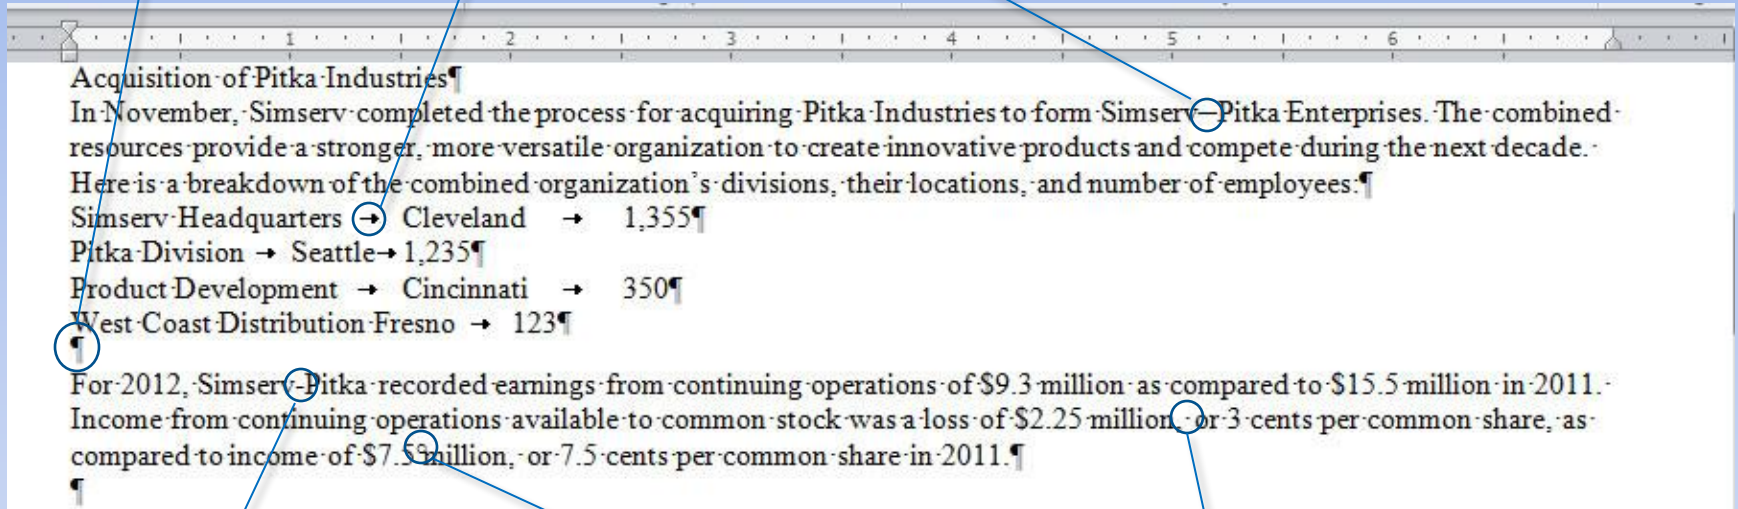 1 2 3 4 5 6
Acquisition·of·Pitka·Industries¶
In·November,·Simserv·completed·the·process·for·acquiring·Pitka·Industries·to·form·Simserv–Pitka·Enterprises.·The·combined·
resources·provide·a·stronger,·more·versatile·organization·to·create·innovative·products·and·compete·during·the·next·decade.·
Here·is·a·breakdown·of·the·combined·organization’s·divisions,·their·locations,·and·number·of·employees:¶
Simserv·Headquarters → Cleveland → 1,355¶
Pitka·Division → Seattle → 1,235¶
Product·Development → Cincinnati → 350¶
West·Coast·Distribution·Fresno → 123¶
¶
For·2012,·Simserv-Pitka·recorded·earnings·from·continuing·operations·of·$9.3·million·as·compared·to·$15.5·million·in·2011.·
Income·from·continuing·operations·available·to·common·stock·was·a·loss·of·$2.25·million,·or·3·cents·per·common·share,·as·
compared·to·income·of·$7.5°million,·or·7.5·cents·per·common·share·in·2011.¶
¶